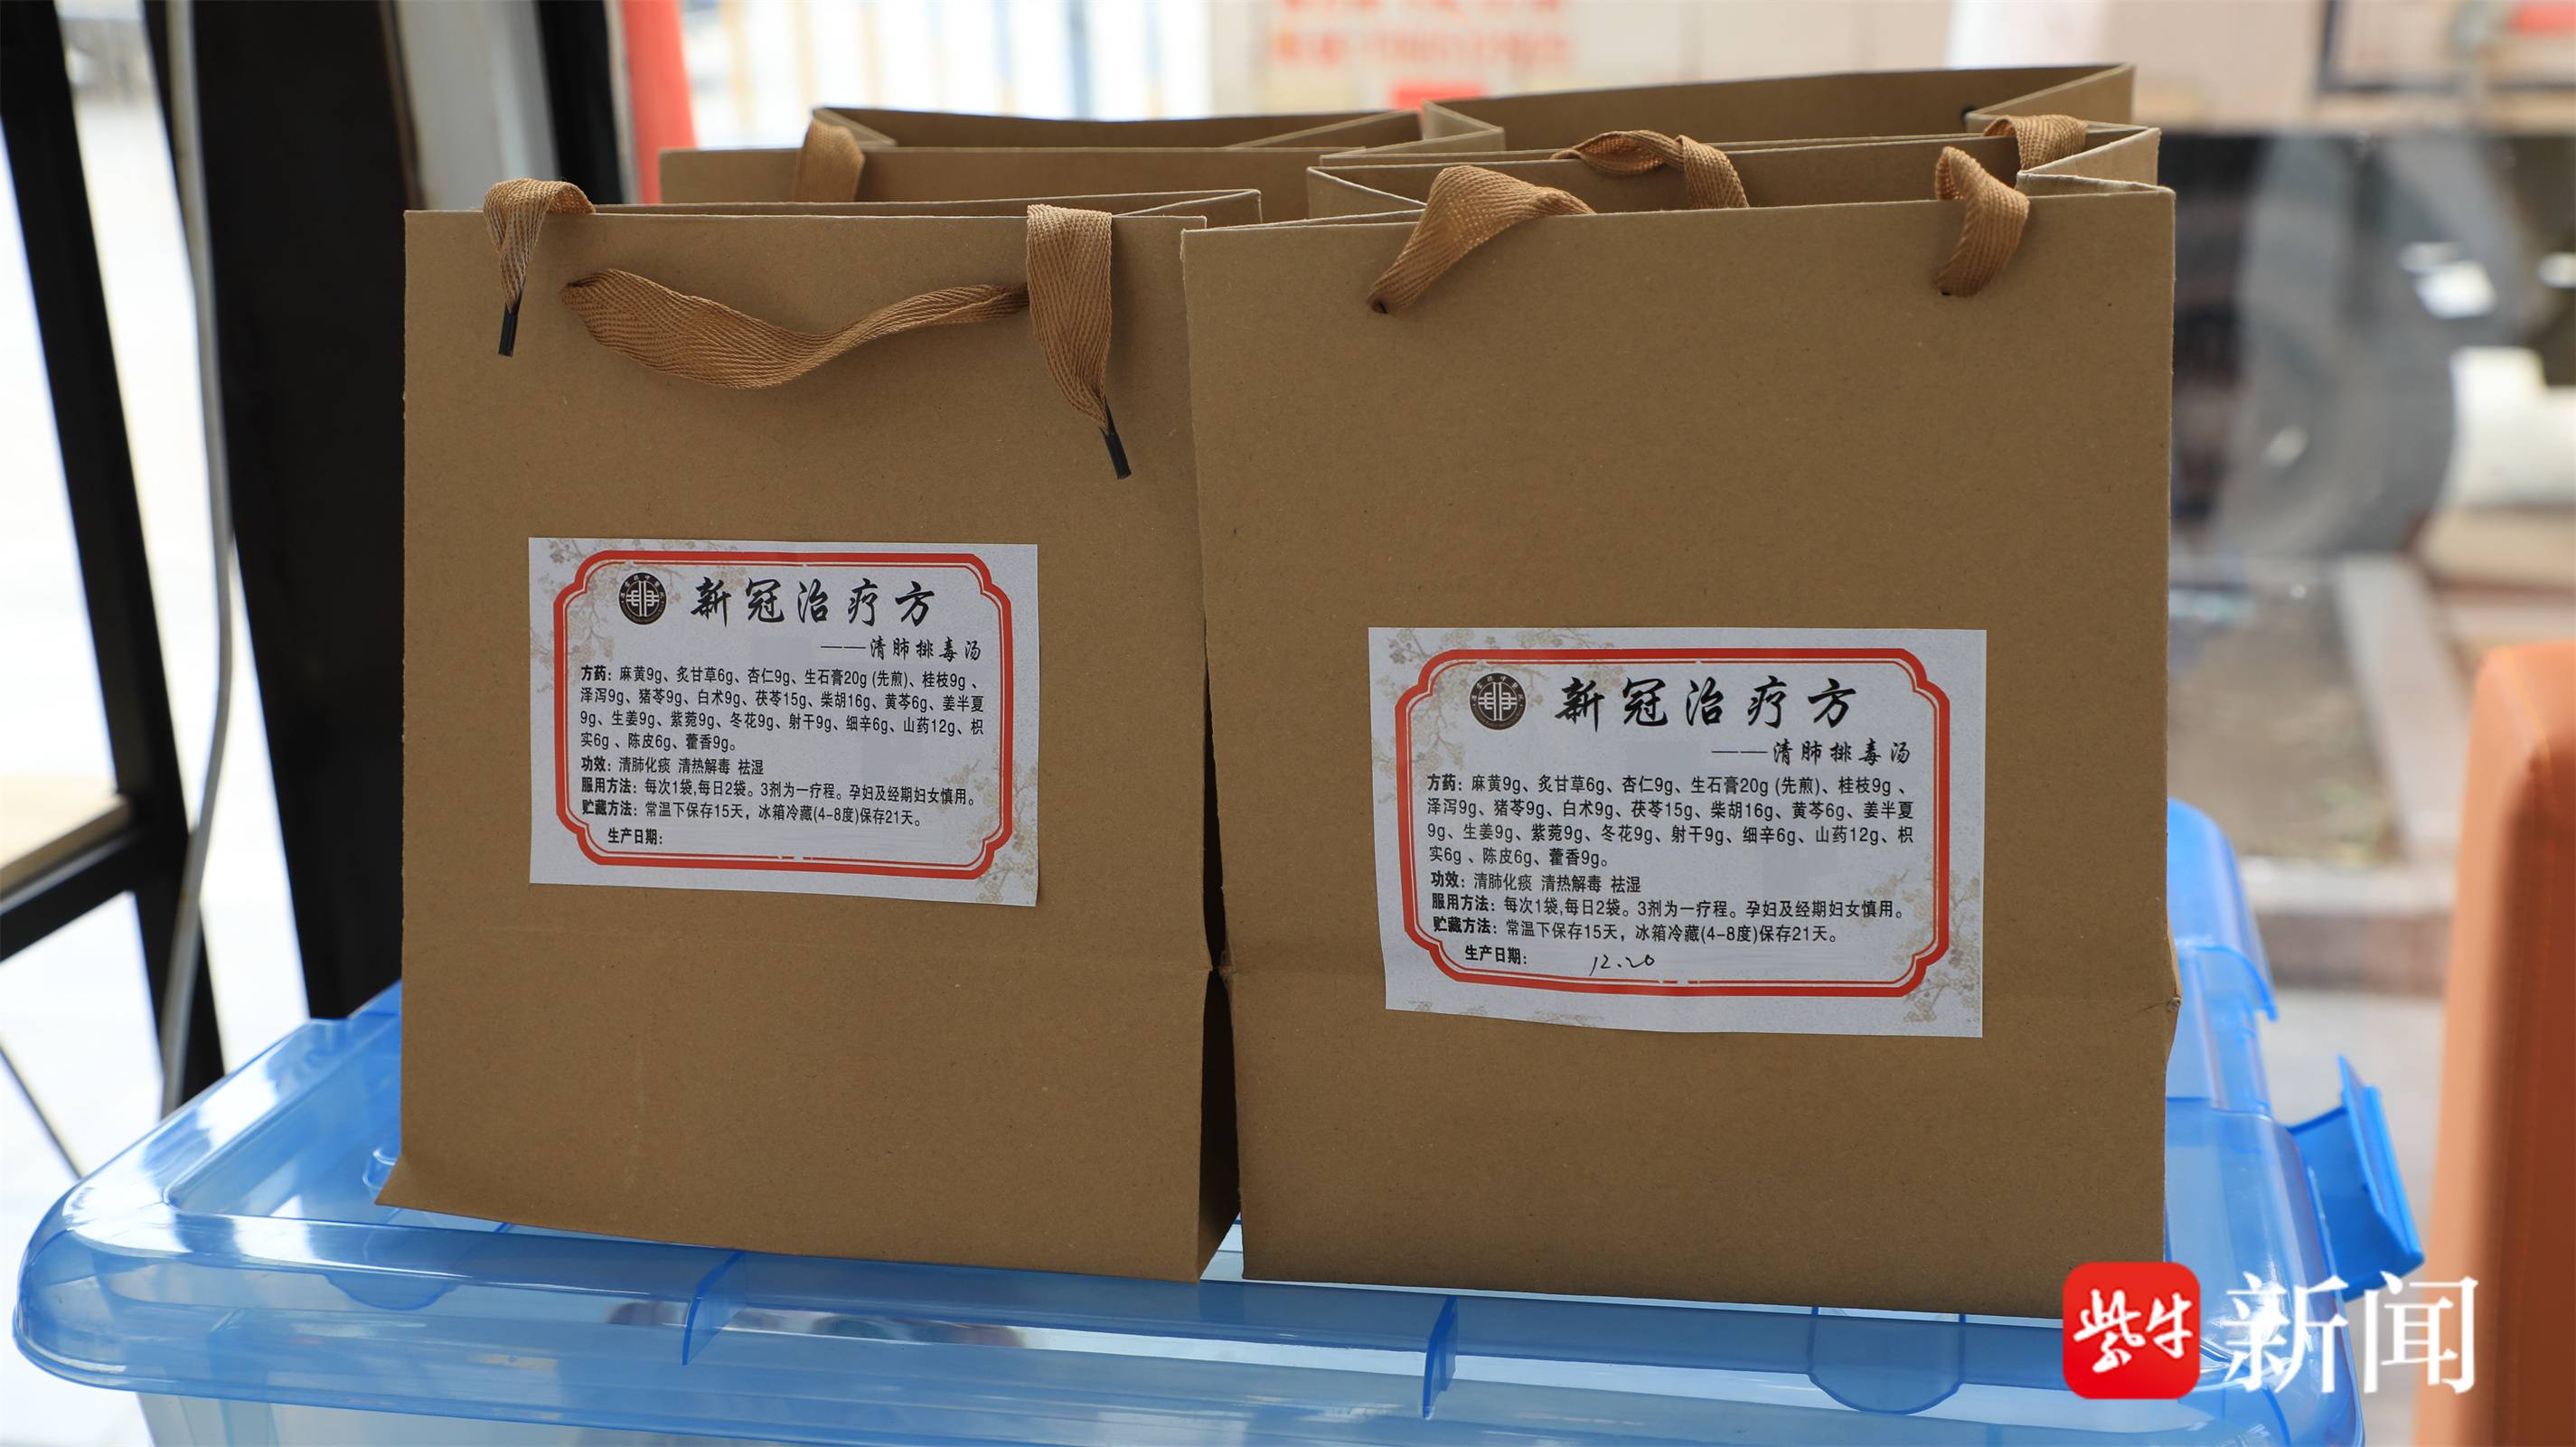 新冠治疗方
——清肺排毒汤
方药：麻黄9g、炙甘草6g、杏仁9g、生石膏20g (先煎)、桂枝9g 、
泽泻9g、猪苓9g、白术9g、茯苓15g、柴胡16g、黄芩6g、姜半夏
9g、生姜9g、紫菀9g、冬花9g、射干9g、细辛6g、山药12g、枳
实6g 、陈皮6g、藿香9g。
功效：清肺化痰 清热解毒 祛湿
服用方法：每次1袋,每日2袋。3剂为一疗程。孕妇及经期妇女慎用。
贮藏方法：常温下保存15天，冰箱冷藏(4-8度)保存21天。
生产日期：
新冠治疗方
——清肺排毒汤
方药：麻黄9g、炙甘草6g、杏仁9g、生石膏20g (先煎)、桂枝9g 、
泽泻9g、猪苓9g、白术9g、茯苓15g、柴胡16g、黄芩6g、姜半夏
9g、生姜9g、紫菀9g、冬花9g、射干9g、细辛6g、山药12g、枳
实6g 、陈皮6g、藿香9g。
功效：清肺化痰 清热解毒 祛湿
服用方法：每次1袋,每日2袋。3剂为一疗程。孕妇及经期妇女慎用。
贮藏方法：常温下保存15天，冰箱冷藏(4-8度)保存21天。
生产日期： 12.20
紫牛新闻